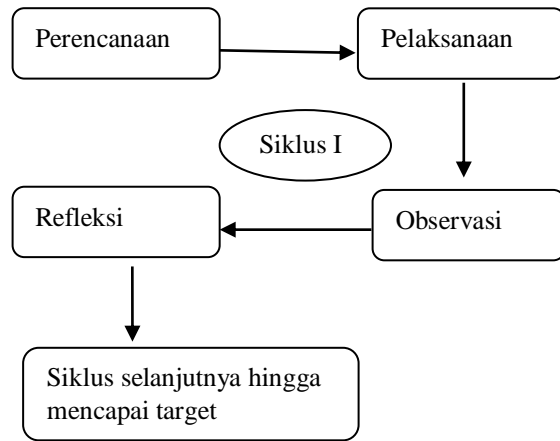 Perencanaan
Pelaksanaan
Siklus I
Refleksi
Observasi
Siklus selanjutnya hingga
mencapai target